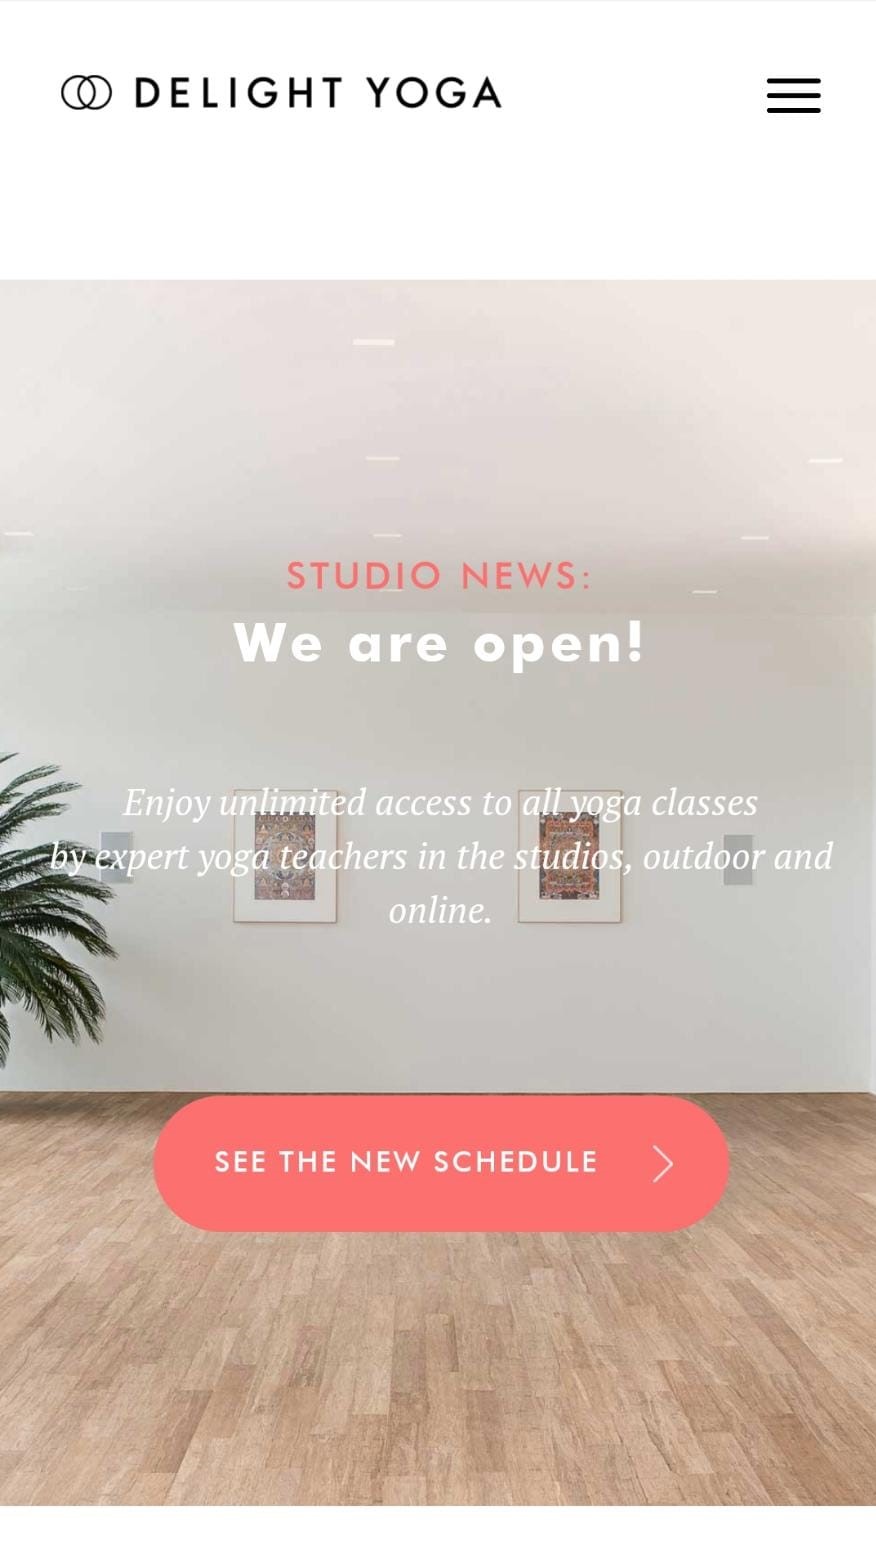 DELIGHT YOGA
STUDIO NEWS:
We are open!
Enjoy unlimited access to all yoga classes
by expert yoga teachers in the studios, outdoor and
online.
SEE THE NEW SCHEDULE